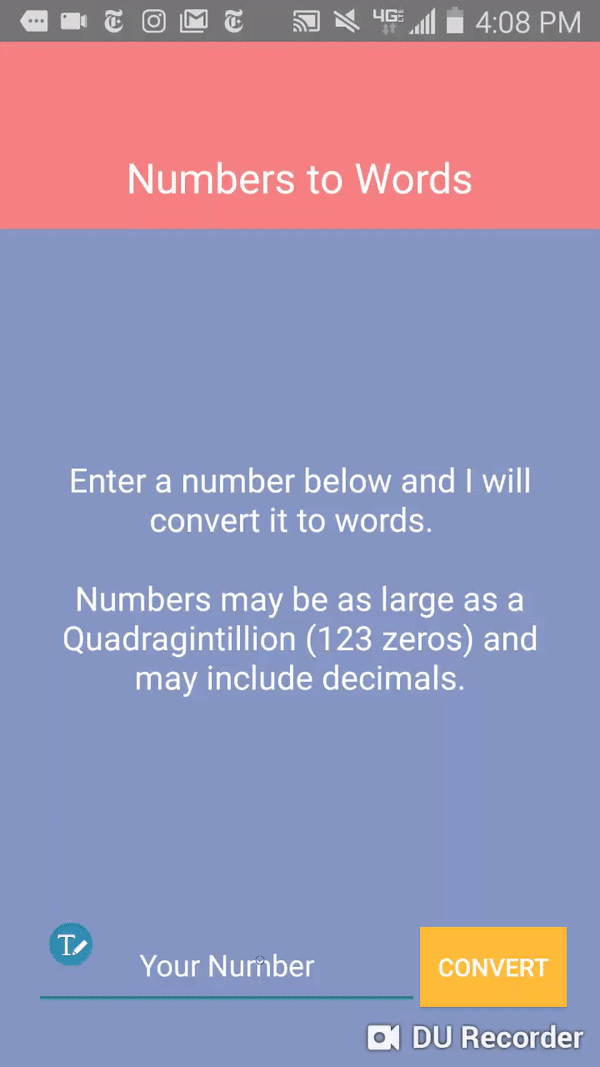 4G LTE 4:08 PM
Numbers to Words
Enter a number below and I will
convert it to words.
Numbers may be as large as a
Quadragintillion (123 zeros) and
may include decimals.
T
Your Number
CONVERT
DU Recorder